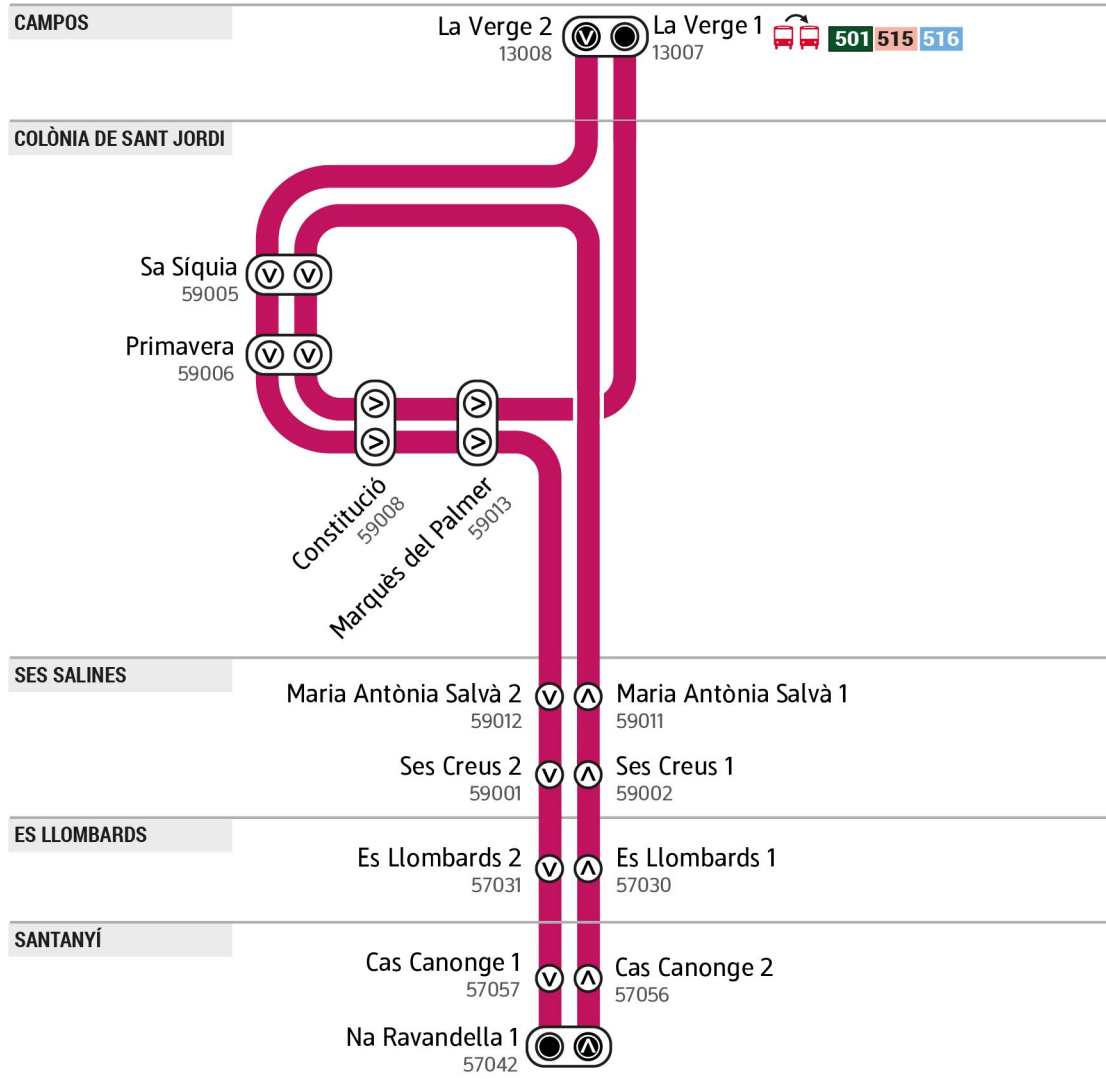 CAMPOS
La Verge 2
13008
La Verge 1
13007
501 515 516
COLÒNIA DE SANT JORDI
Sa Síquia
59005
Primavera
59006
Constitució
59008
Marquès del Palmer
59013
SES SALINES
Maria Antònia Salvà 2
59012
Maria Antònia Salvà 1
59011
Ses Creus 2
59001
Ses Creus 1
59002
ES LLOMBARDS
Es Llombards 2
57031
Es Llombards 1
57030
SANTANYÍ
Cas Canonge 1
57057
Cas Canonge 2
57056
Na Ravandella 1
57042